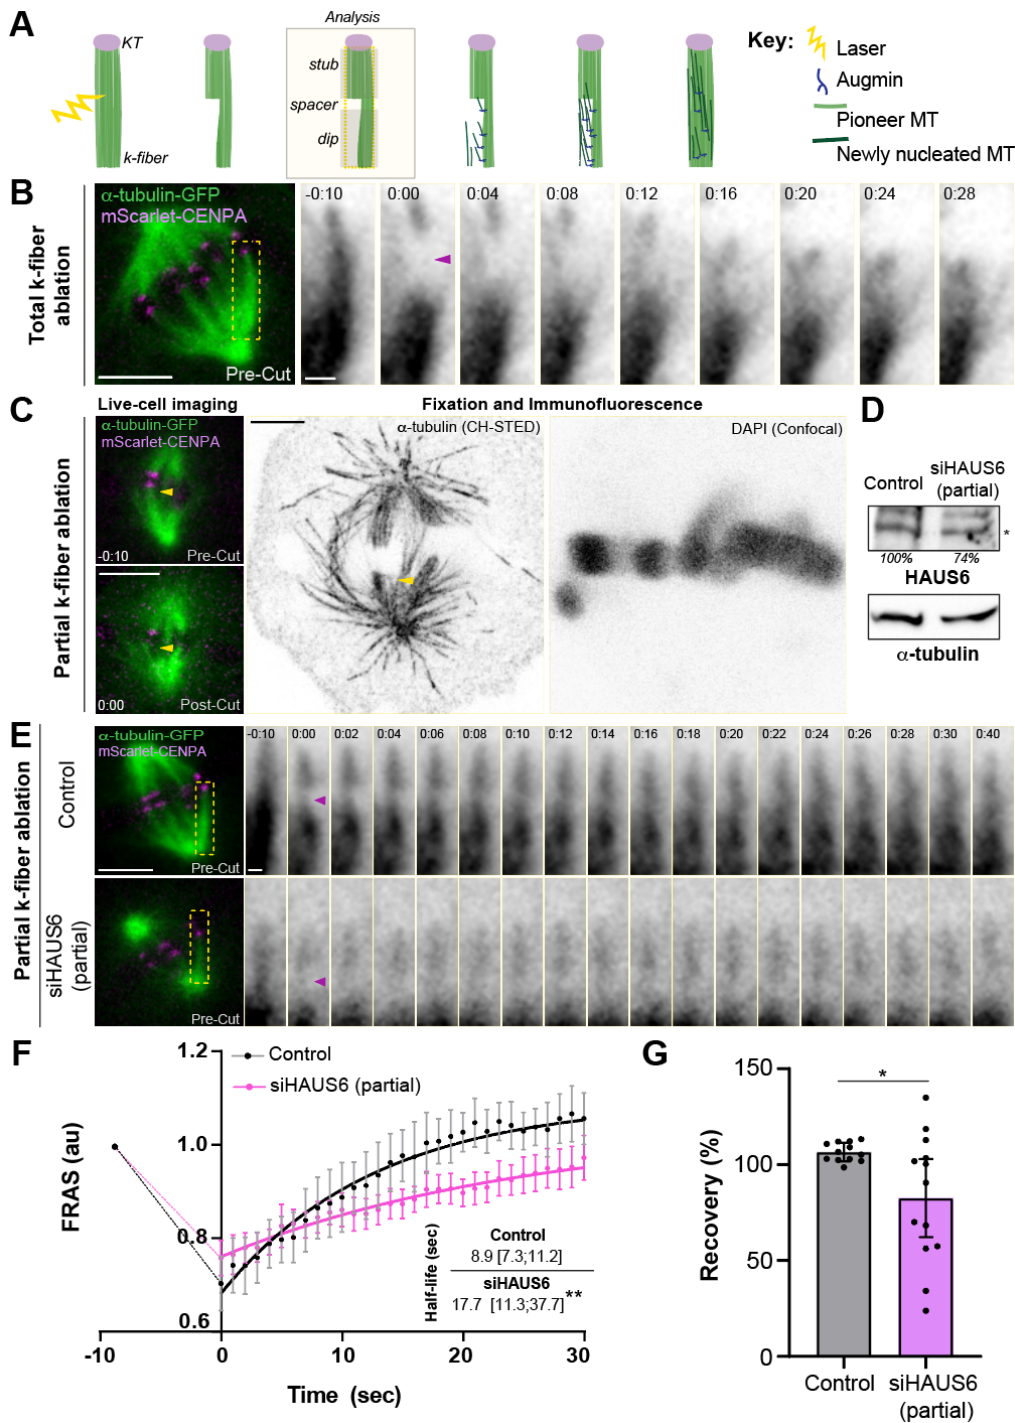 A
KT
k-fiber
Analysis
stub
spacer
dip
Key:
Laser
Augmin
Pioneer MT
Newly nucleated MT
B
Total k-fiber
ablation
α-tubulin-GFP
mScarlet-CENPA
Pre-Cut
-0:10 0:00 0:04 0:08 0:12 0:16 0:20 0:24 0:28
C
Partial k-fiber ablation
Live-cell imaging
α-tubulin-GFP
mScarlet-CENPA
-0:10
Pre-Cut
0:00
Post-Cut
Fixation and Immunofluorescence
α-tubulin (CH-STED)
DAPI (Confocal)
D
Control siHAUS6
(partial)
*
100% 74%
HAUS6
α-tubulin
E
Partial k-fiber ablation
Control
α-tubulin-GFP
mScarlet-CENPA
Pre-Cut
-0:10 0:00 0:02 0:04 0:06 0:08 0:10 0:12 0:14 0:16 0:18 0:20 0:22 0:24 0:26 0:28 0:30 0:40
siHAUS6
(partial)
Pre-Cut
F
FRAS (au)
1.2
1.0
0.8
0.6
-10 0 10 20 30
Time (sec)
Control
siHAUS6 (partial)
Half-life (sec)
Control
8.9 [7.3;11.2]
siHAUS6
17.7 [11.3;37.7]**
G
Recovery (%)
150
100
50
0
*
Control siHAUS6
(partial)